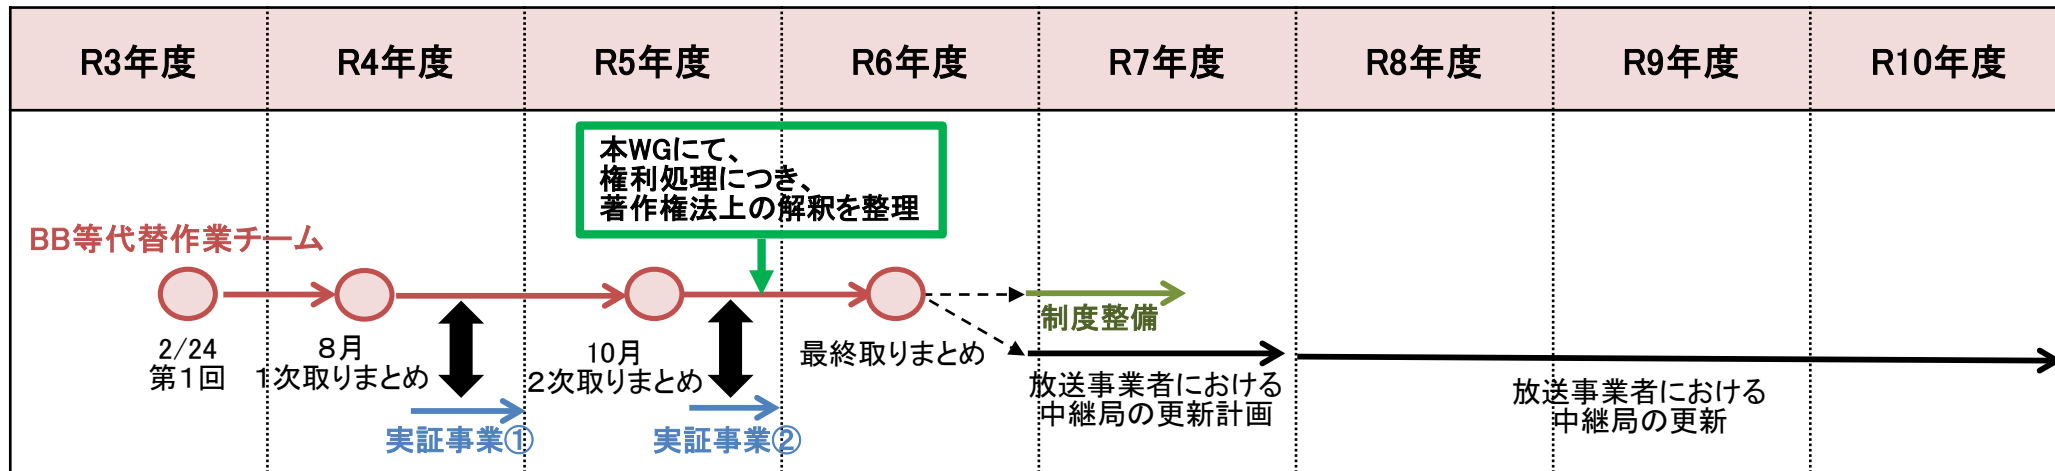 R3年度
R4年度
R5年度
R6年度
R7年度
R8年度
R9年度
R10年度
本WGにて、
権利処理につき、
著作権法上の解釈を整理
BB等代替作業チーム
2/24
第1回
8月
1次取りまとめ
10月
2次取りまとめ
最終取りまとめ
制度整備
放送事業者における
中継局の更新計画
放送事業者における
中継局の更新
実証事業①
実証事業②